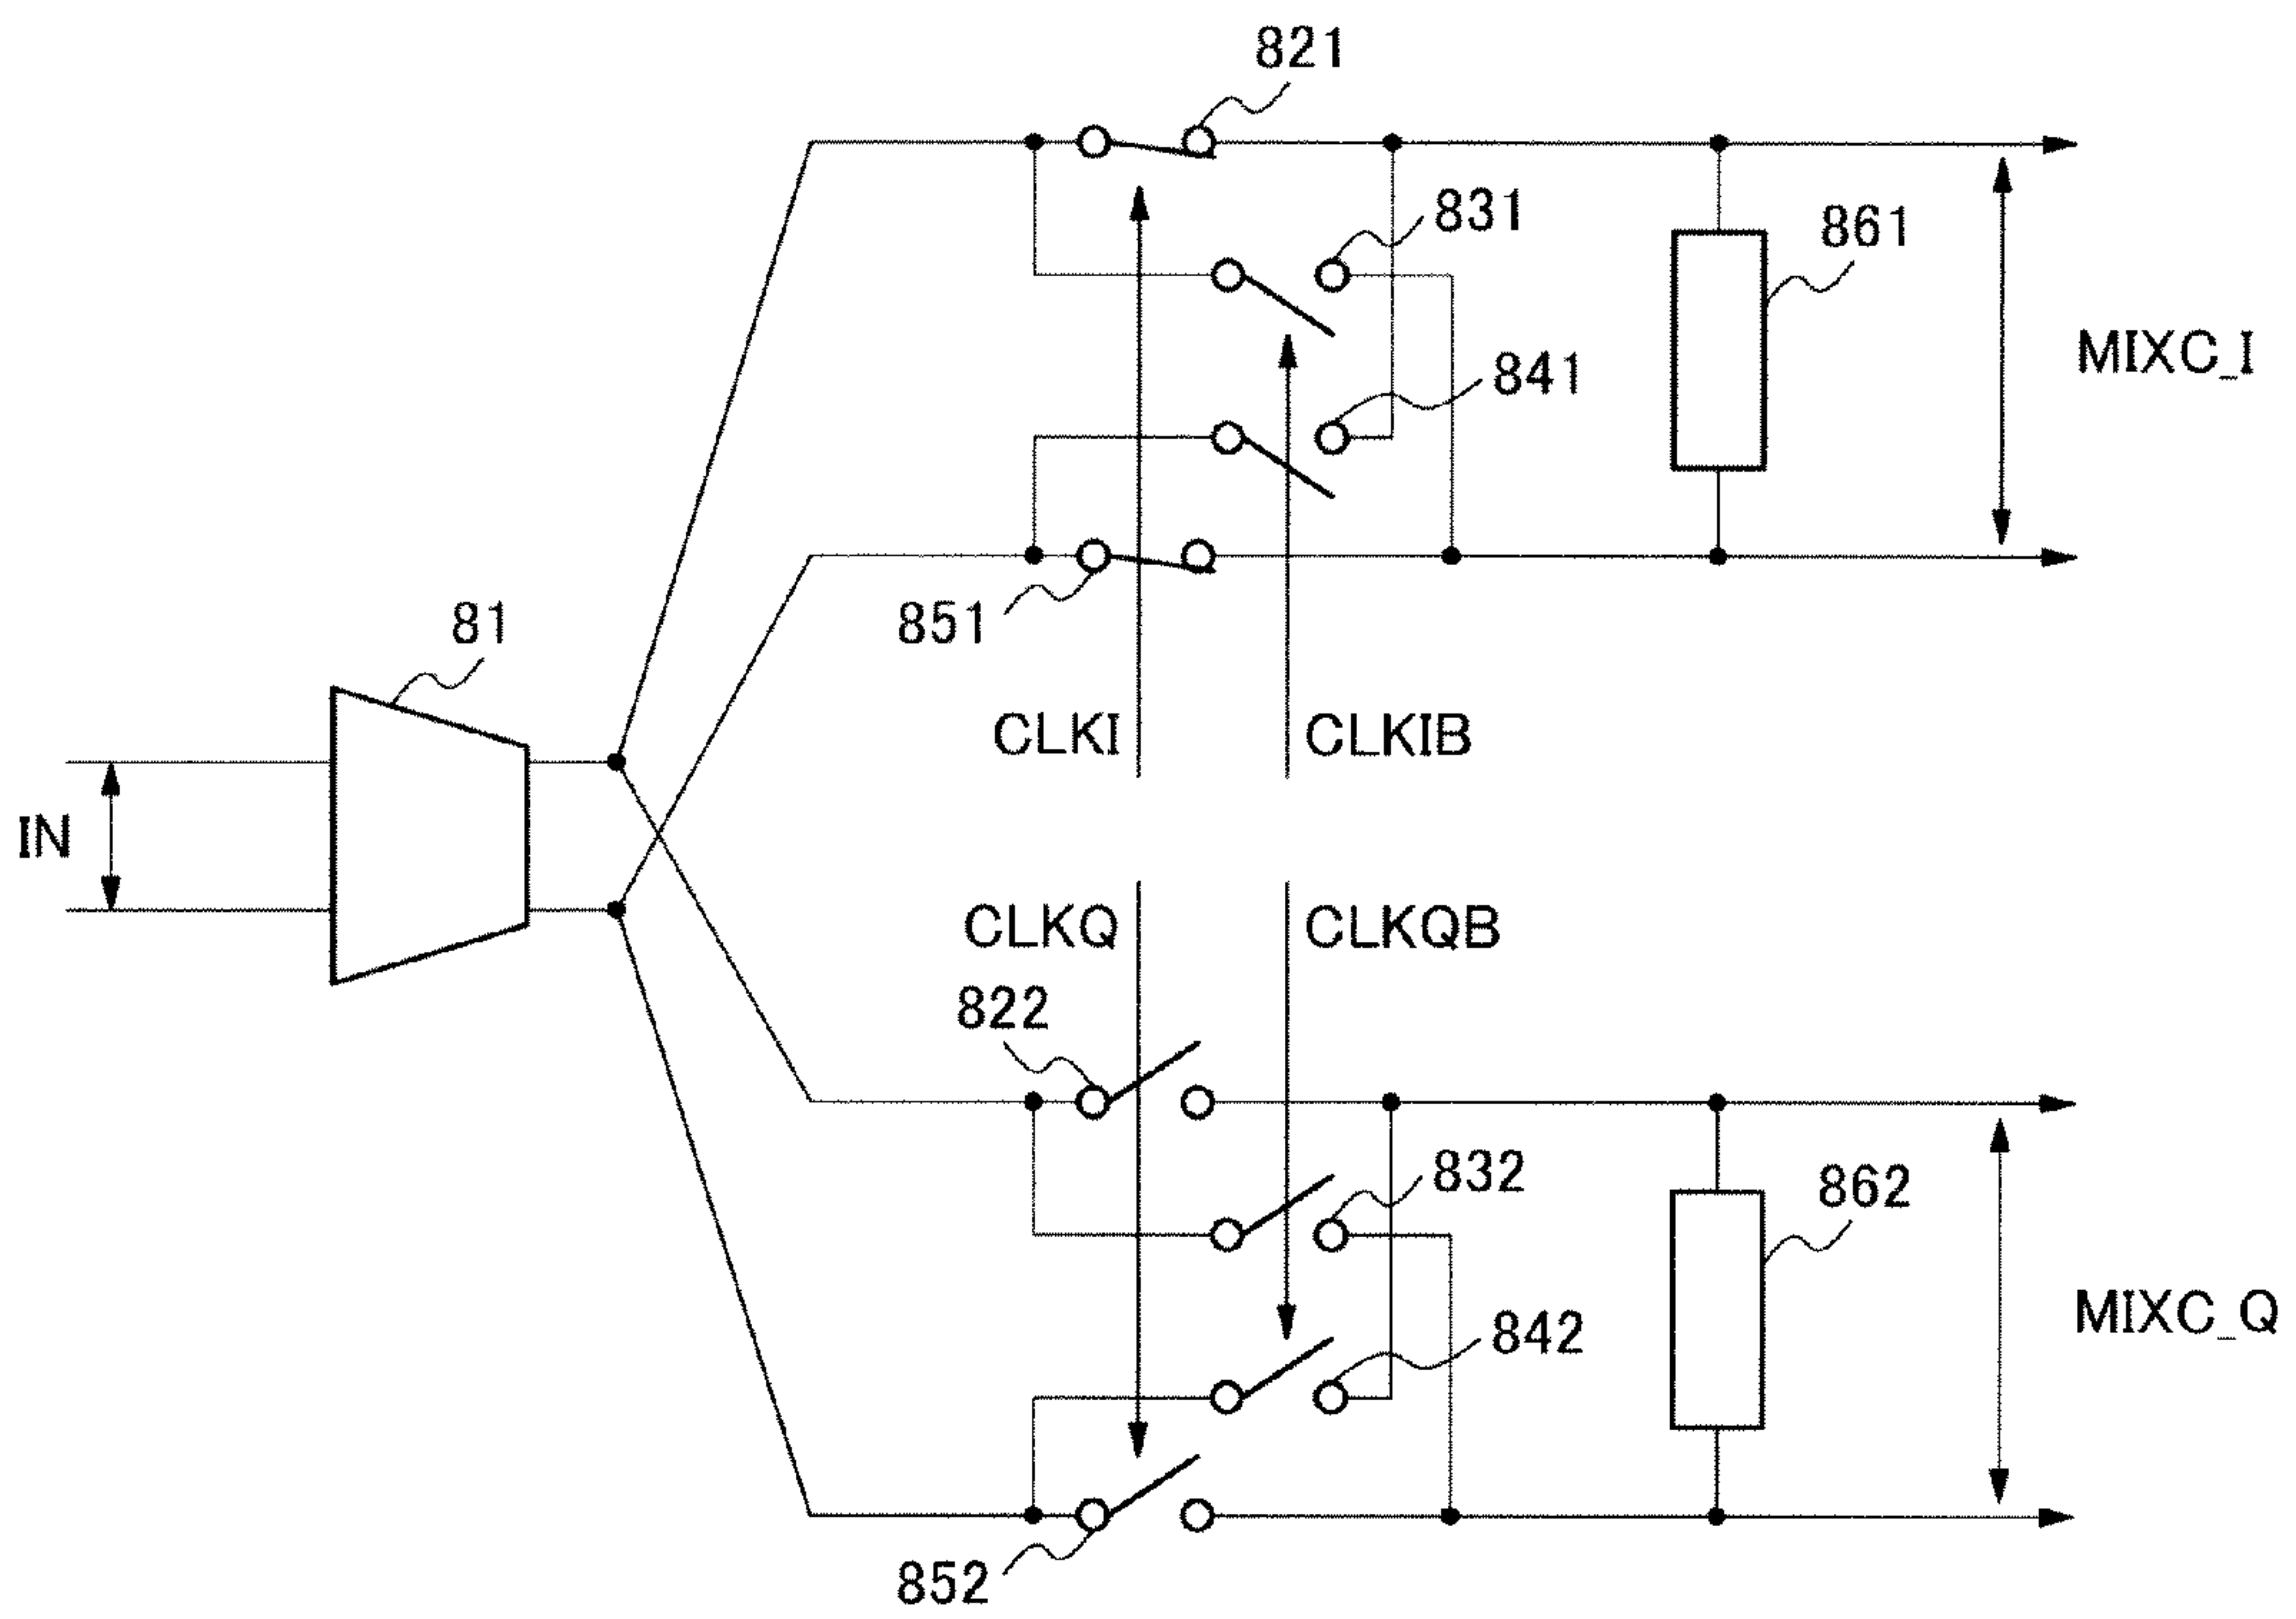 821
831
861
841
MIXC_I
851
81
CLKI
CLKIB
IN
CLKQ
CLKQB
822
832
862
842
MIXC_Q
852